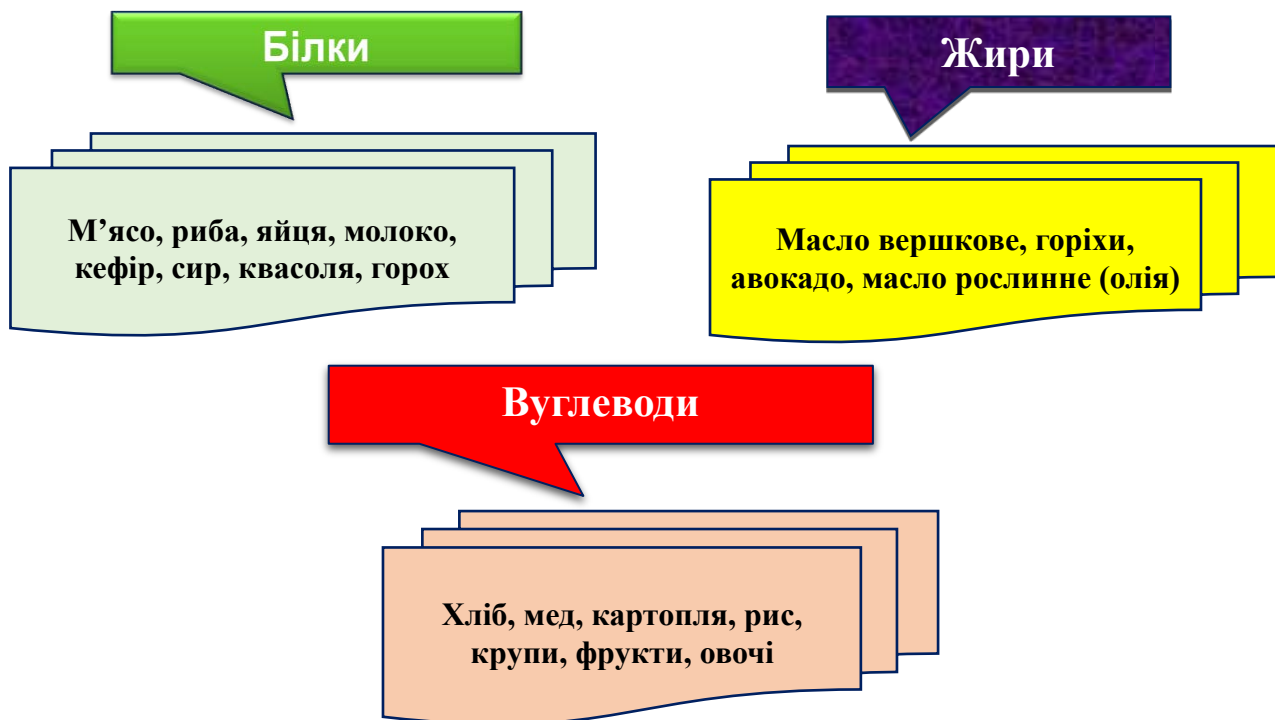 Білки
М’ясо, риба, яйця, молоко,
кефір, сир, квасоля, горох
Жири
Масло вершкове, горіхи,
авокадо, масло рослинне (олія)
Вуглеводи
Хліб, мед, картопля, рис,
крупи, фрукти, овочі